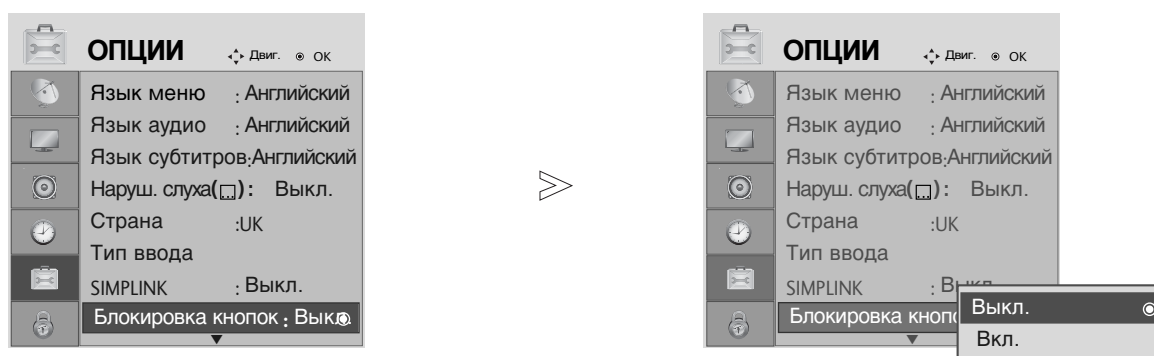 ОПЦИИ Двиг. OK
Язык меню : Английский
Язык аудио : Английский
Язык субтитров:Английский
Наруш. слуха( ): Выкл.
Страна :UK
Тип ввода
SIMPLINK : Выкл.
Блокировка кнопок : Выкл.
ОПЦИИ Двиг. OK
Язык меню : Английский
Язык аудио : Английский
Язык субтитров:Английский
Наруш. слуха( ): Выкл.
Страна :UK
Тип ввода
SIMPLINK :
Блокировка
Выкл.
Вкл.